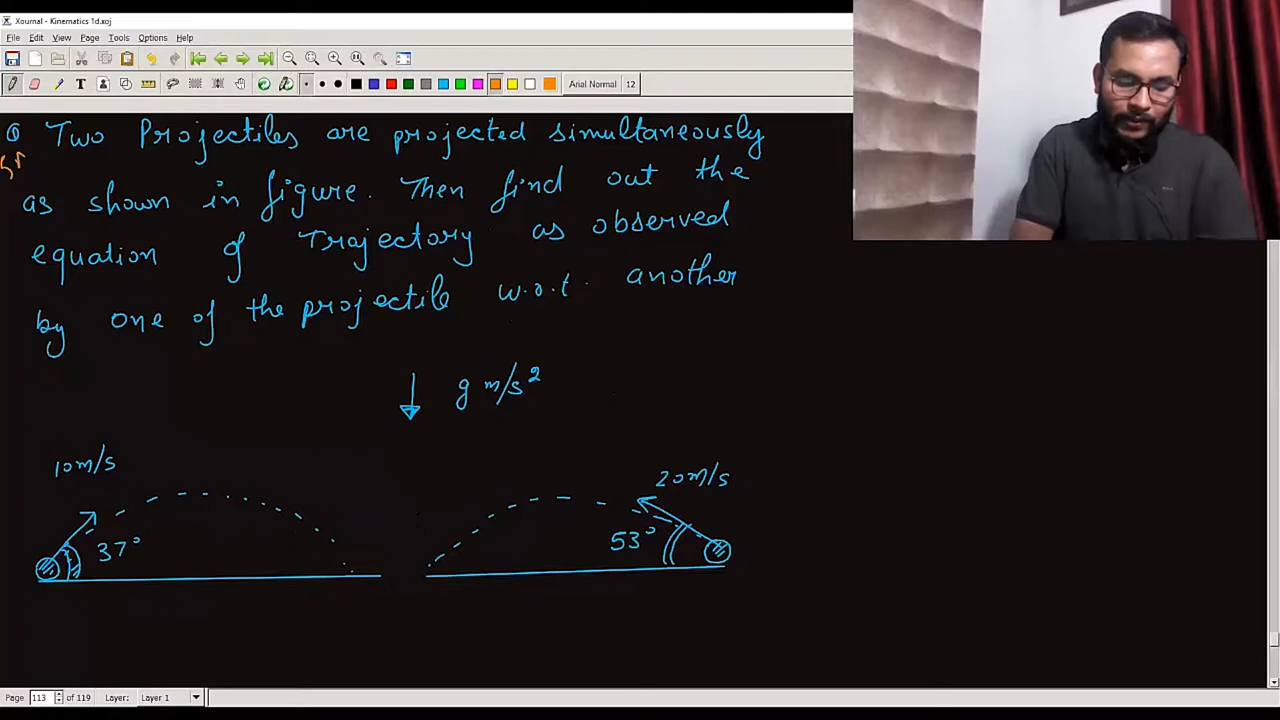 Xournal - Kinematics 1d.xoj
File Edit View Page Tools Options Help
Arial Normal 12
Q Two Projectiles are projected simultaneously
as shown in figure. Then find out the
equation of Trajectory as observed
by one of the projectile w.r.t. another
g m/s²
10m/s
20m/s
37°
53°
Page 113 of 119 Layer: Layer 1